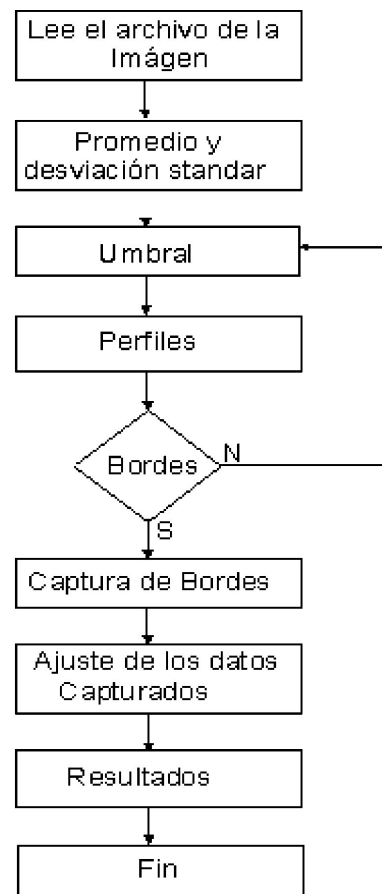 Lee el archivo de la
Imágen
Promedio y
desviación standar
Umbral
Perfiles
Bordes
N
S
Captura de Bordes
Ajuste de los datos
Capturados
Resultados
Fin